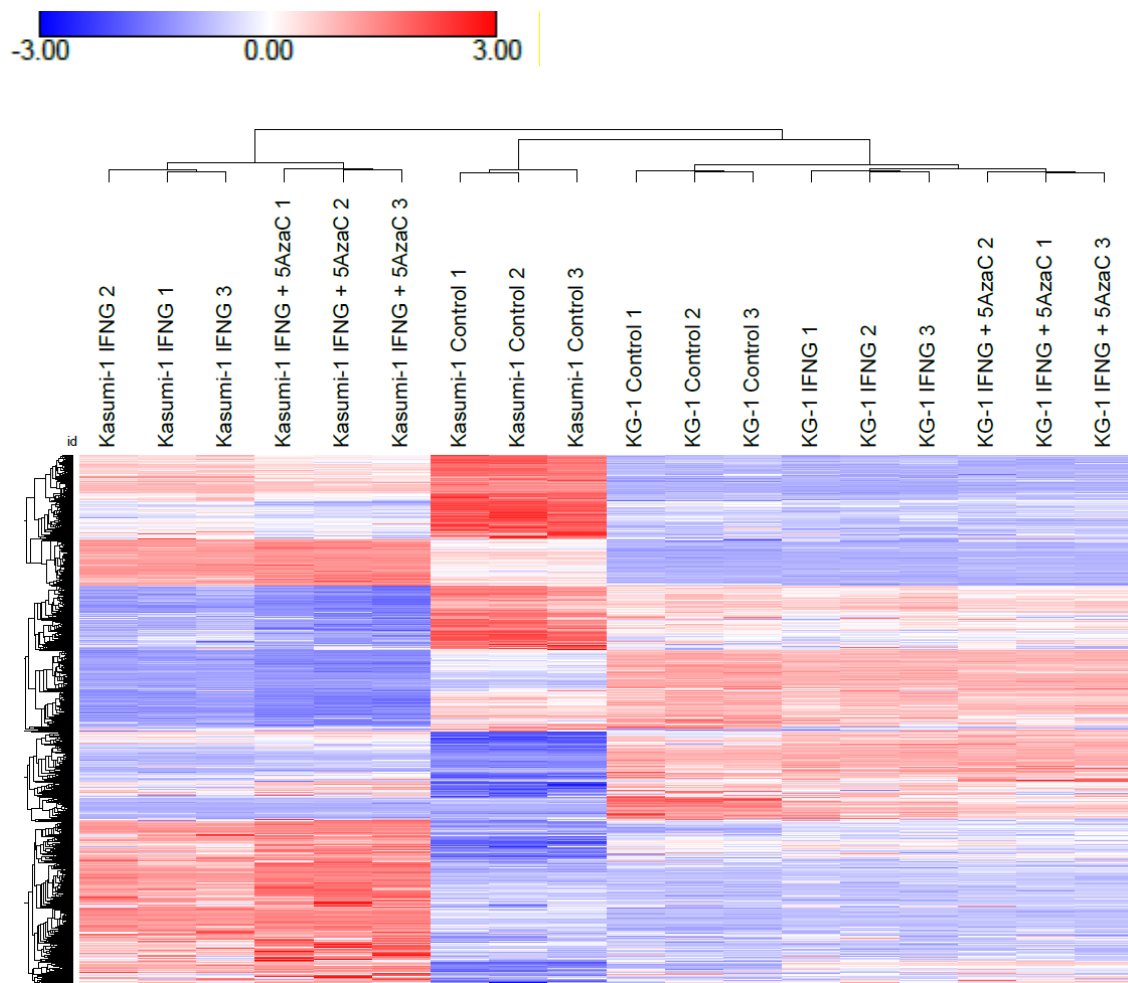 -3.00 0.00 3.00
id
Kasumi-1 IFNG 2
Kasumi-1 IFNG 1
Kasumi-1 IFNG 3
Kasumi-1 IFNG + 5AzaC 1
Kasumi-1 IFNG + 5AzaC 2
Kasumi-1 IFNG + 5AzaC 3
Kasumi-1 Control 1
Kasumi-1 Control 2
Kasumi-1 Control 3
KG-1 Control 1
KG-1 Control 2
KG-1 Control 3
KG-1 IFNG 1
KG-1 IFNG 2
KG-1 IFNG 3
KG-1 IFNG + 5AzaC 2
KG-1 IFNG + 5AzaC 1
KG-1 IFNG + 5AzaC 3